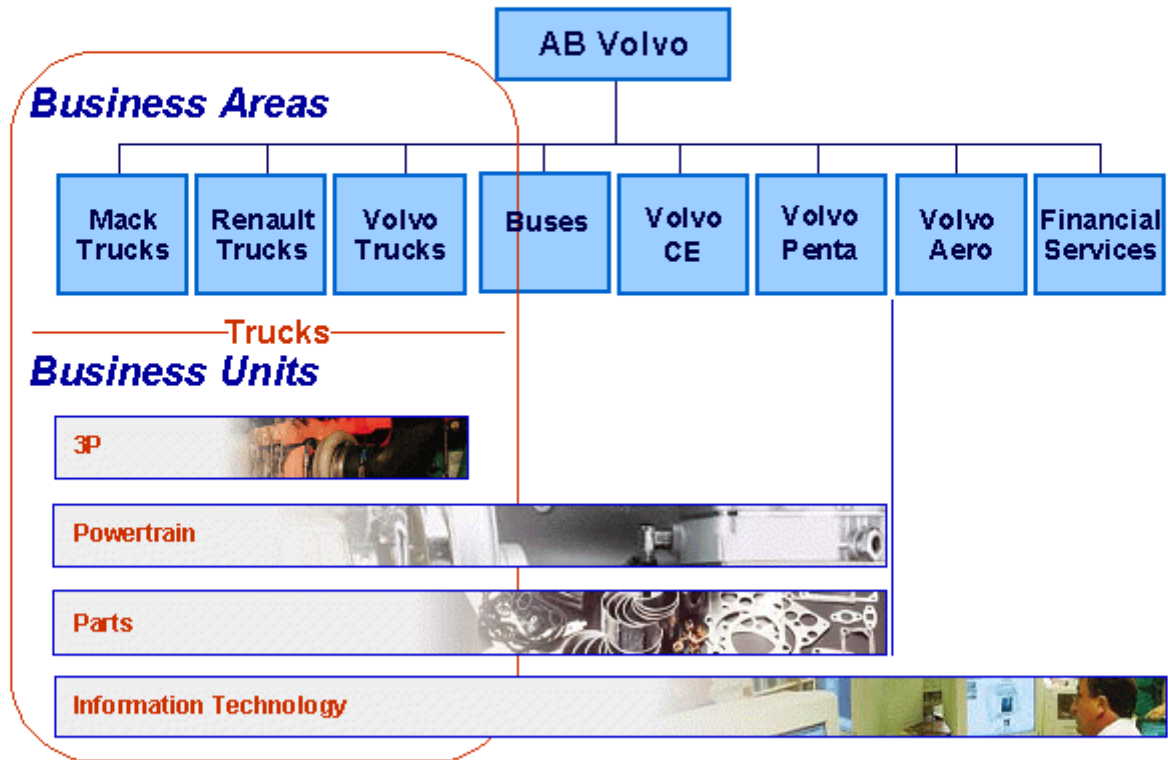 AB Volvo
Business Areas
Mack
Trucks
Renault
Trucks
Volvo
Trucks
Buses
Volvo
CE
Volvo
Penta
Volvo
Aero
Financial
Services
Trucks
Business Units
3P
Powertrain
Parts
Information Technology